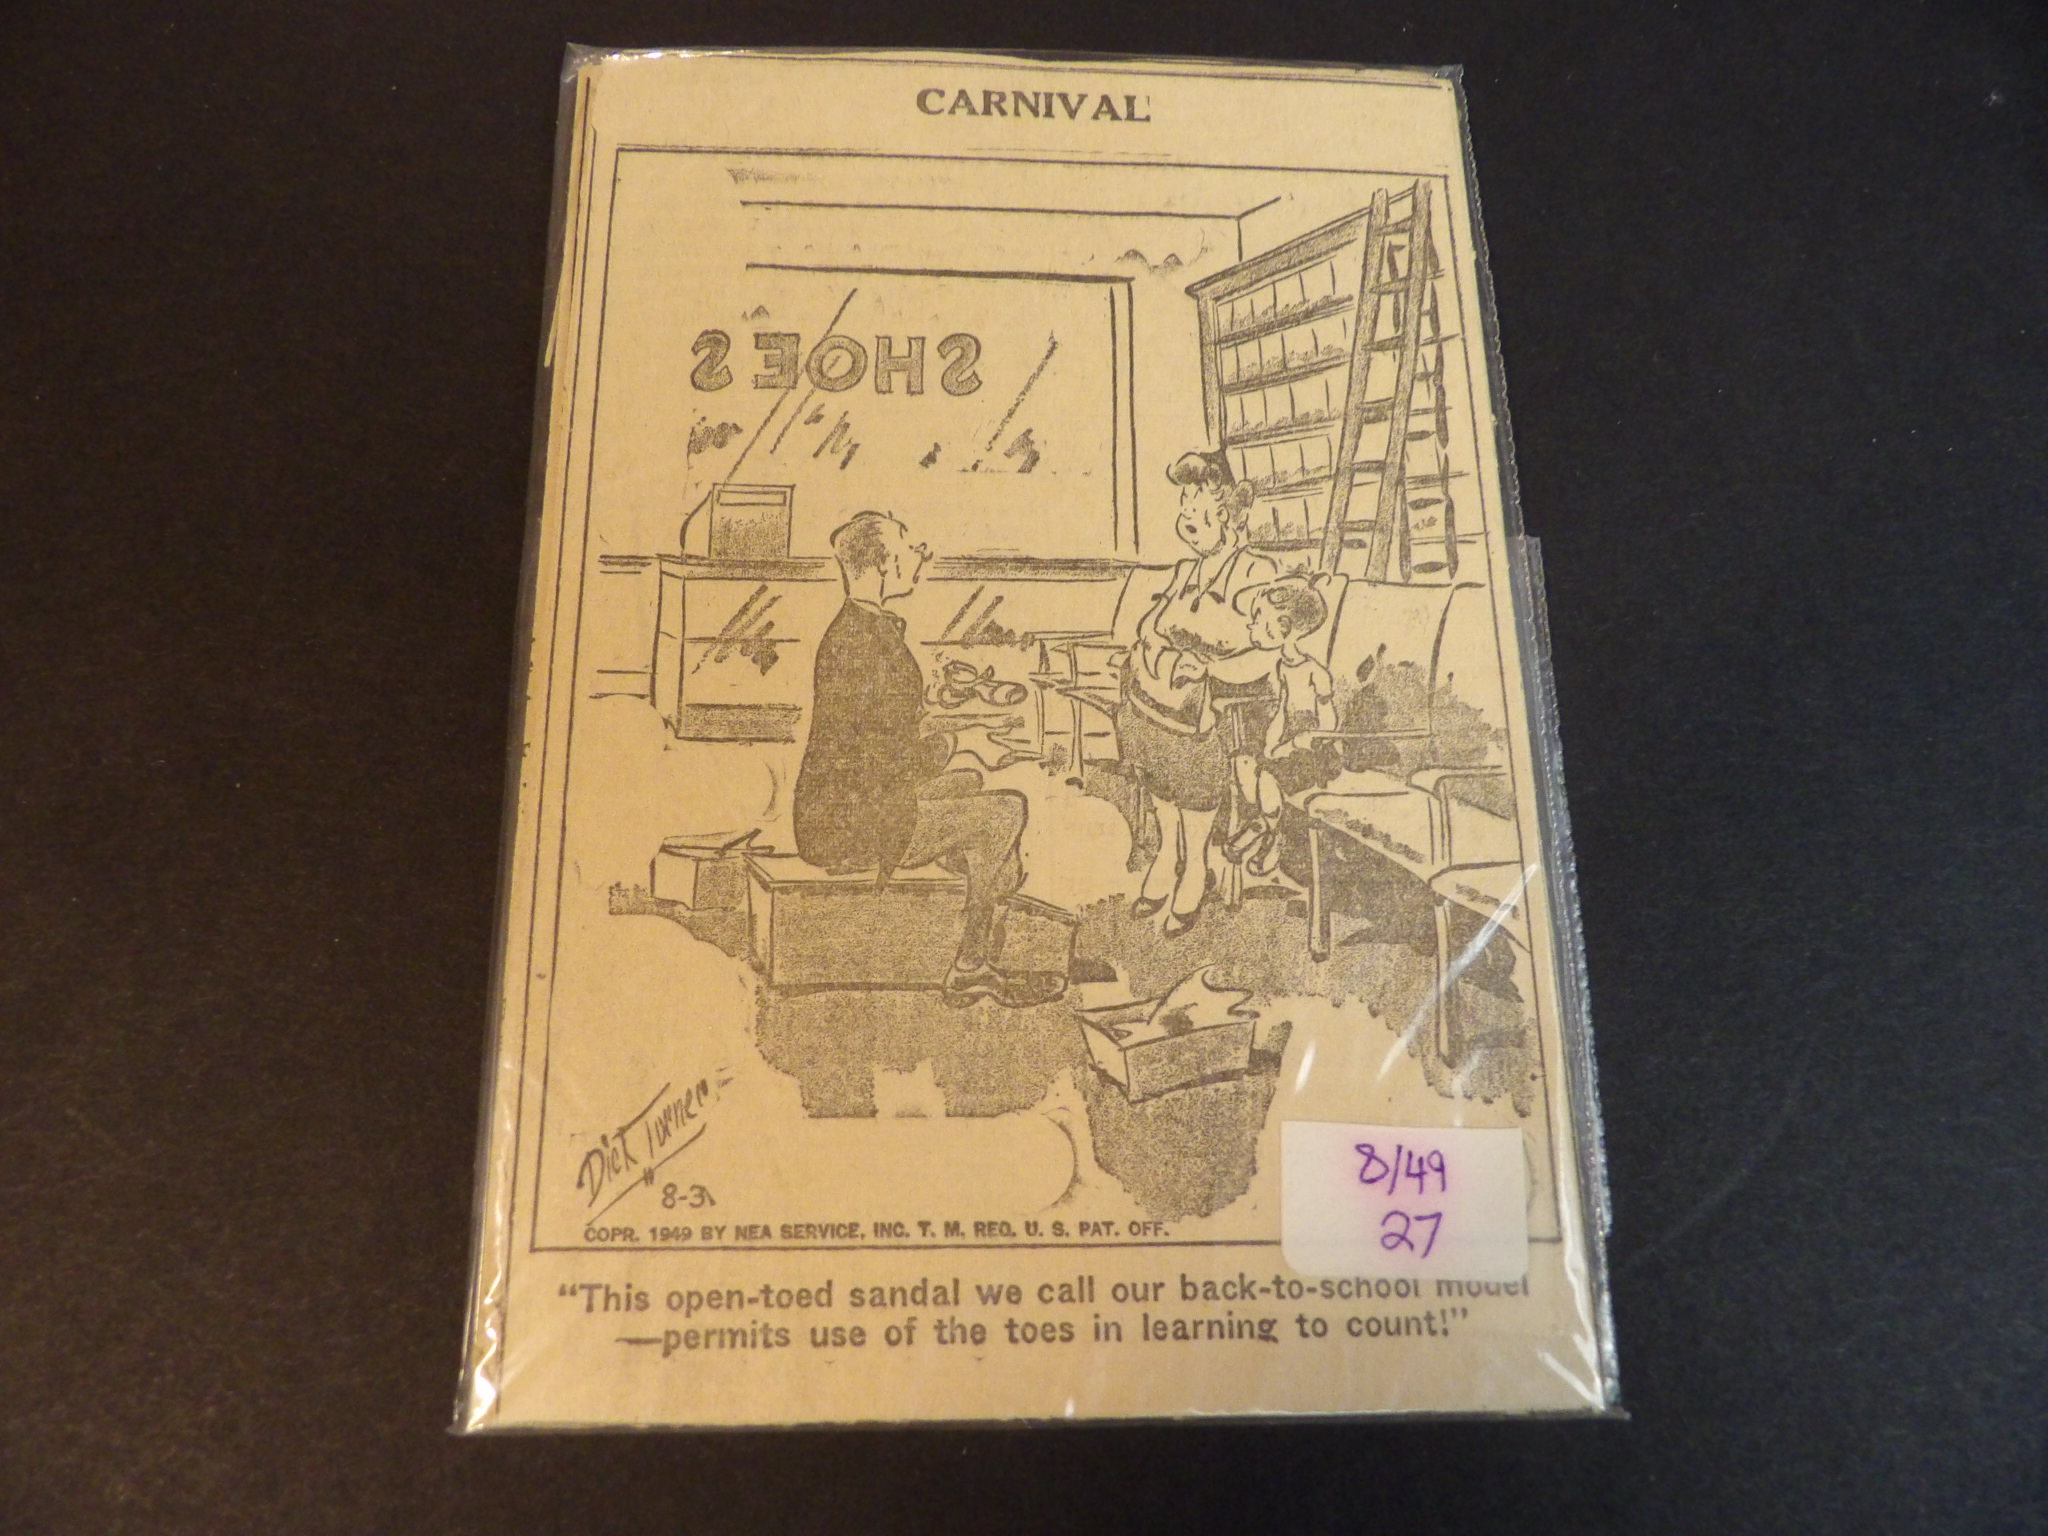 CARNIVAL
SHOES
Dick Turner
8-31
8/49
27
COPR. 1949 BY NEA SERVICE, INC. T. M. REG. U. S. PAT. OFF.
"This open-toed sandal we call our back-to-school model
—permits use of the toes in learning to count!"